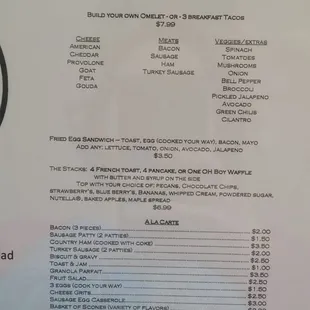 Build your own Omelet - or - 3 breakfast Tacos
$7.99
Cheese
American
Cheddar
Provolone
Goat
Feta
Gouda
Meats
Bacon
Sausage
Ham
Turkey Sausage
Veggies/extras
Spinach
Tomatoes
Mushrooms
Onion
Bell Pepper
Broccoli
Pickled Jalapeno
Avocado
Green Chilis
Cilantro
Fried Egg Sandwich – toast, egg (cooked your way), bacon, mayo
Add any: lettuce, tomato, onion, avocado, jalapeno
$3.50
The Stacks: 4 French toast, 4 pancake, or One Oh Boy Waffle
with butter and syrup on the side
Top with your choice of: pecans, Chocolate Chips,
strawberry's, blue berry's, Bananas, whipped Cream, powdered sugar,
Nutella®, baked apples, maple spread
$6.99
A la Carte
Bacon (3 pieces) $2.00
Sausage Patty (2 patties) $1.50
Country Ham (cooked with coke) $3.50
Turkey Sausage (2 patties) $2.00
Biscuit & gravy $2.50
Toast & jam $1.00
Granola Parfait $3.50
Fruit Salad $2.50
3 eggs (cook your way) $1.50
Cheese Grits $2.50
Sausage Egg Casserole $3.00
Basket of Scones (variety of flavors) $2.00
ad